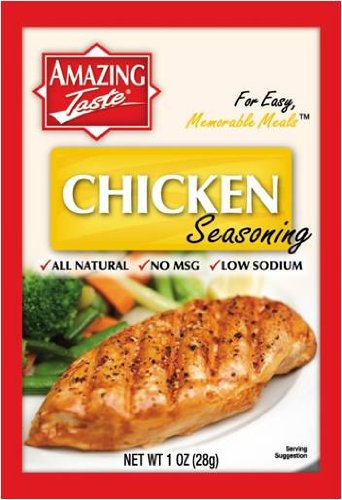 AMAZING
Taste®
For Easy,
Memorable Meals™
CHICKEN
Seasoning
✓ALL NATURAL ✓NO MSG ✓LOW SODIUM
Serving
Suggestion
NET WT 1 OZ (28g)